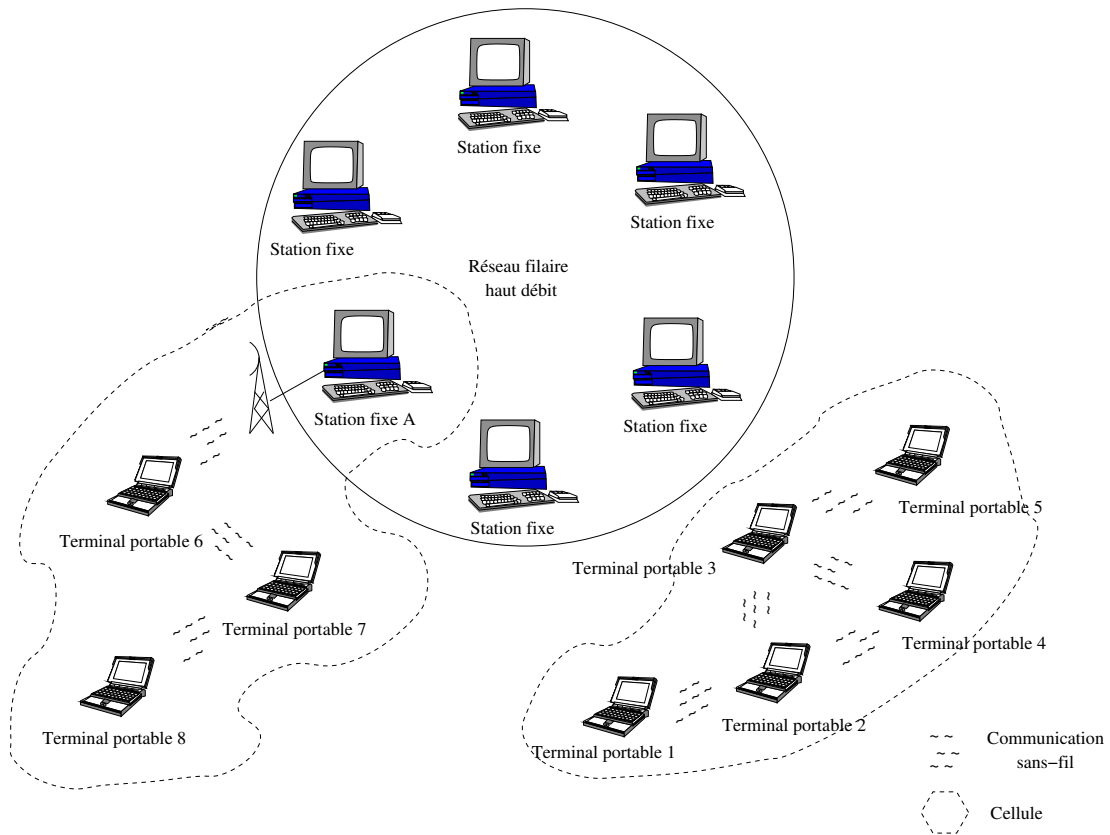 Station fixe
Station fixe
Station fixe
Réseau filaire
haut débit
Station fixe A
Station fixe
Station fixe
Terminal portable 5
Terminal portable 6
Terminal portable 3
Terminal portable 7
Terminal portable 4
Terminal portable 8
Terminal portable 2
Terminal portable 1
Communication
sans−fil
Cellule